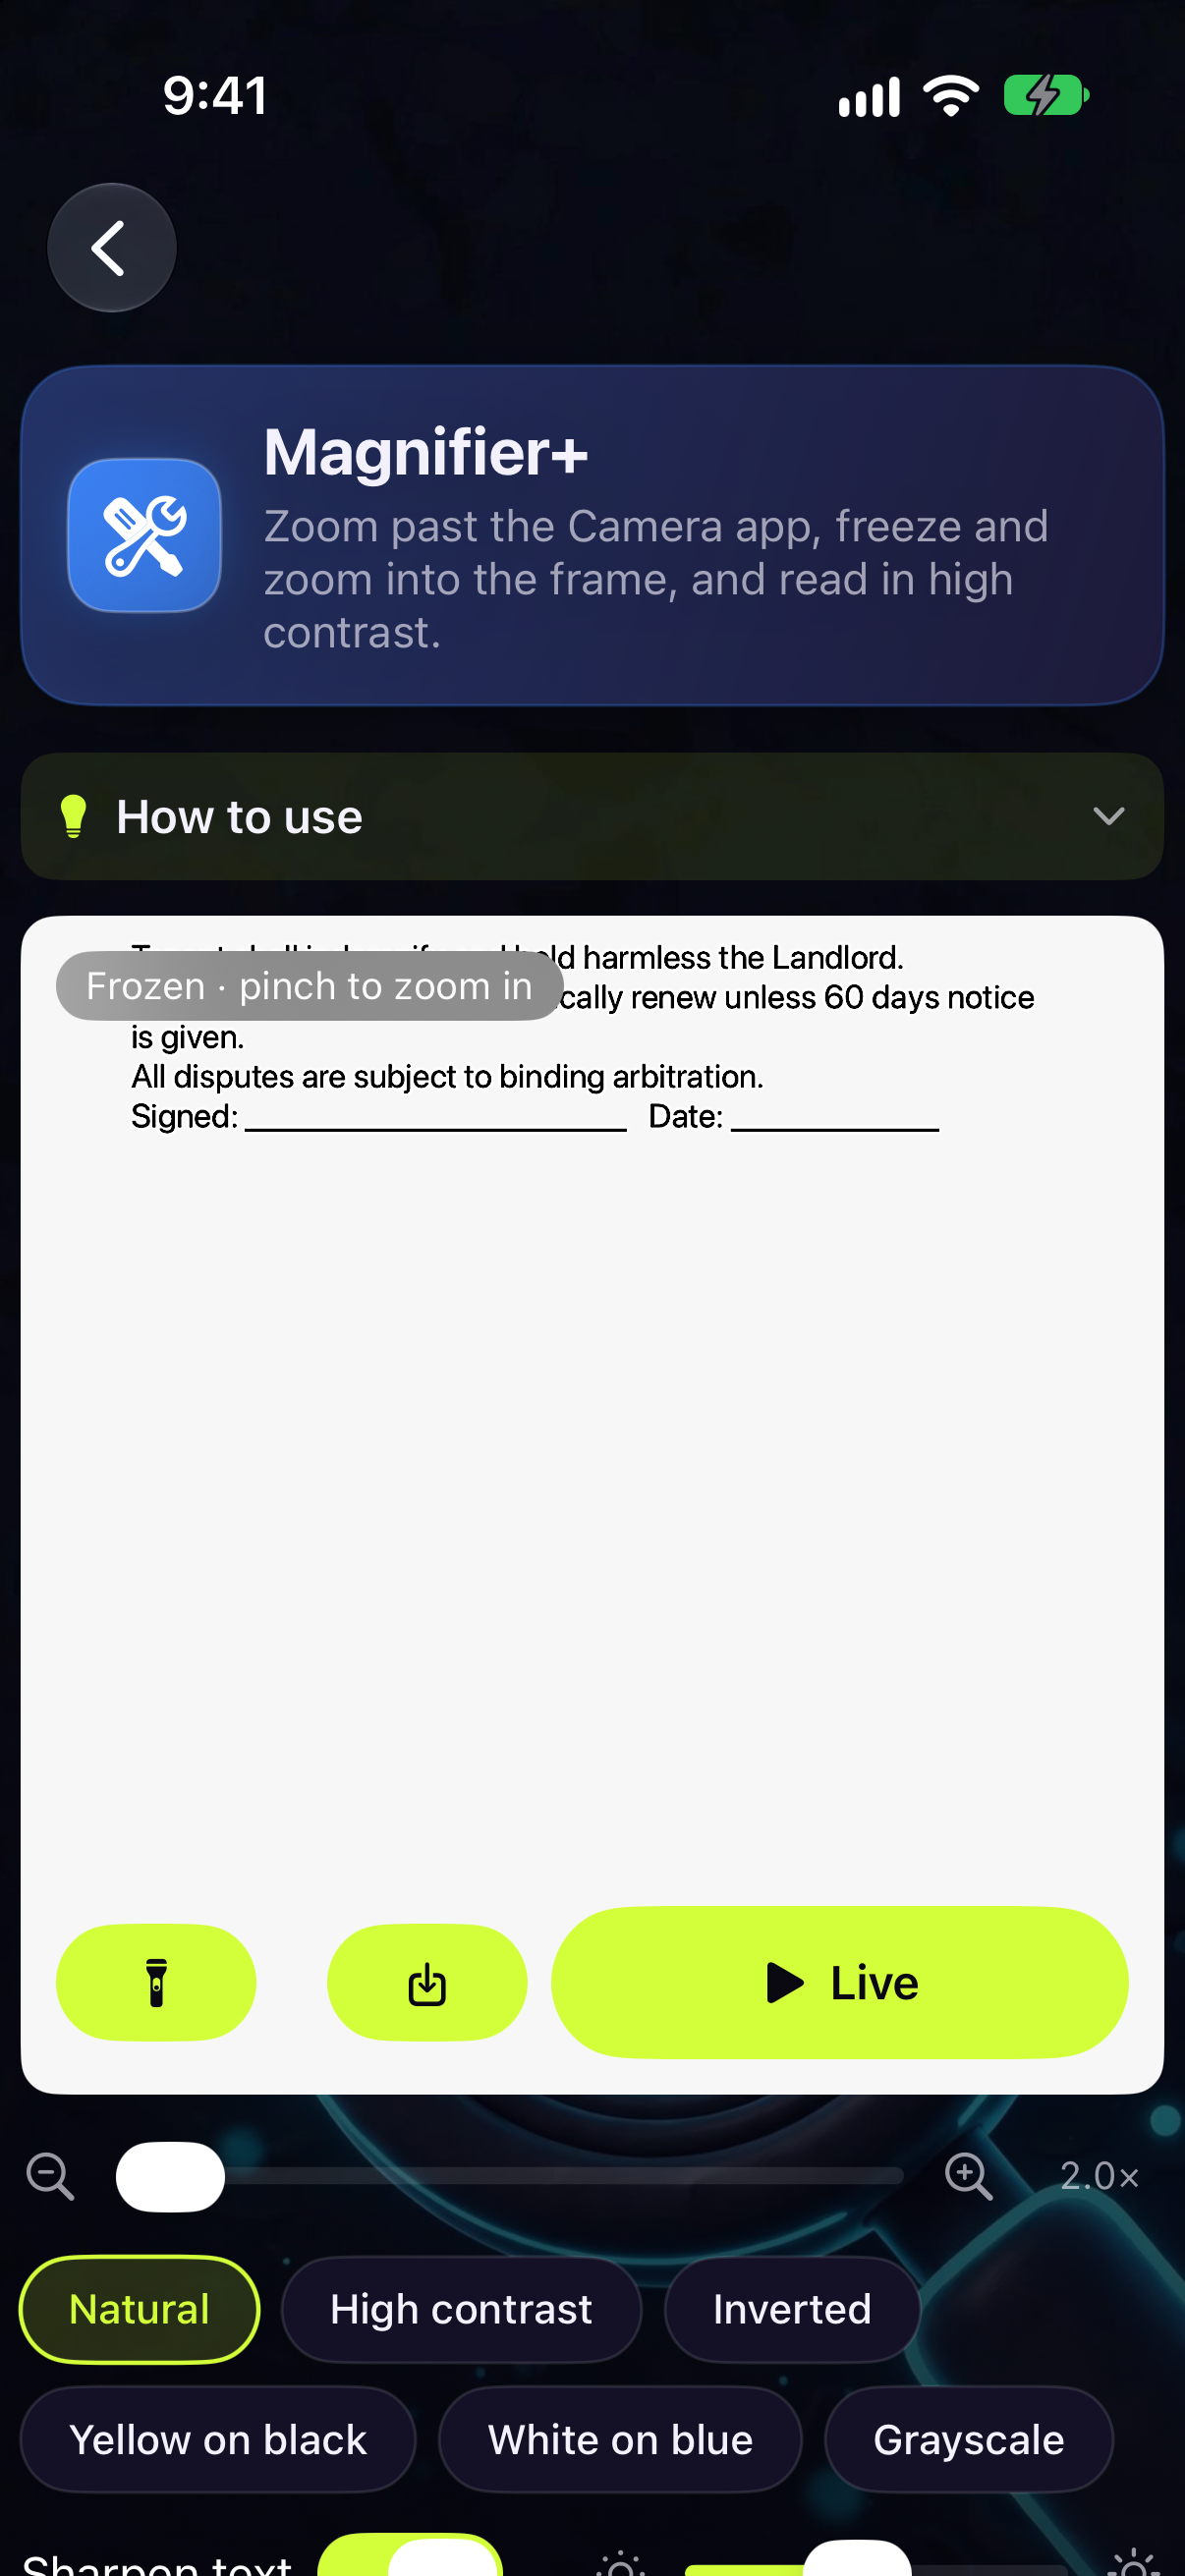 9:41
Magnifier+
Zoom past the Camera app, freeze and
zoom into the frame, and read in high
contrast.
How to use
harmless the Landlord.
Frozen · pinch to zoom in
renew unless 60 days notice
is given.
All disputes are subject to binding arbitration.
Signed: Date:
Live
2.0×
Natural
High contrast
Inverted
Yellow on black
White on blue
Grayscale
Sharpen text